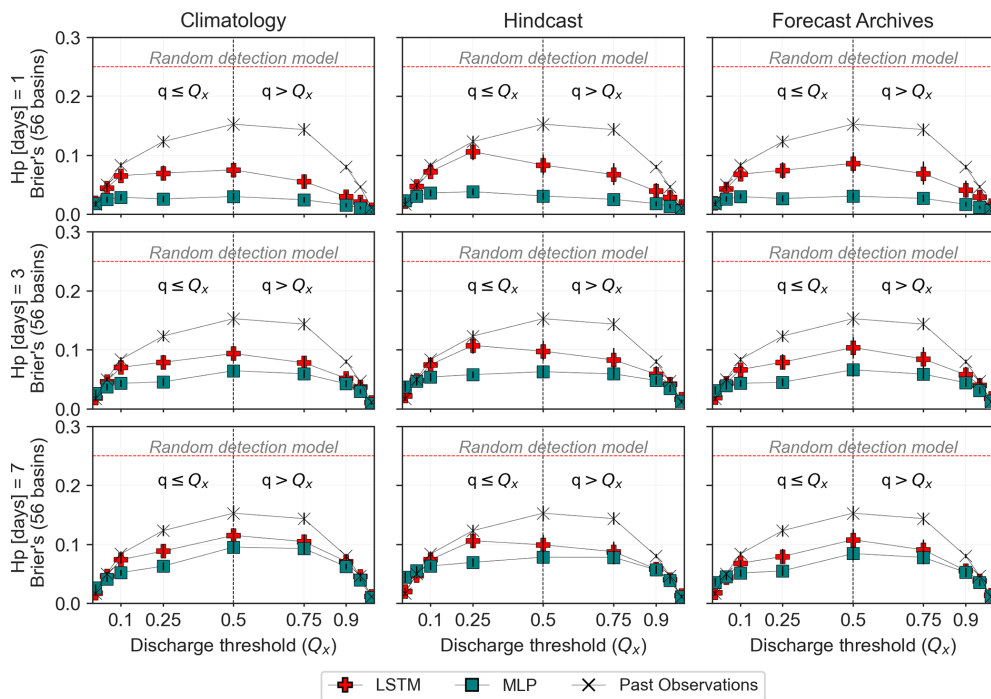 Climatology Hindcast Forecast Archives
Hp [days] = 1
Brier's (56 basins)
0.3
0.2
0.1
0.0
Random detection model
q ≤ Qₓ q > Qₓ
Random detection model
q ≤ Qₓ q > Qₓ
Random detection model
q ≤ Qₓ q > Qₓ
Hp [days] = 3
Brier's (56 basins)
0.3
0.2
0.1
0.0
Random detection model
q ≤ Qₓ q > Qₓ
Random detection model
q ≤ Qₓ q > Qₓ
Random detection model
q ≤ Qₓ q > Qₓ
Hp [days] = 7
Brier's (56 basins)
0.3
0.2
0.1
0.0
Random detection model
q ≤ Qₓ q > Qₓ
Random detection model
q ≤ Qₓ q > Qₓ
Random detection model
q ≤ Qₓ q > Qₓ
0.1 0.25 0.5 0.75 0.9
0.1 0.25 0.5 0.75 0.9
0.1 0.25 0.5 0.75 0.9
Discharge threshold (Qₓ)
Discharge threshold (Qₓ)
Discharge threshold (Qₓ)
LSTM MLP Past Observations